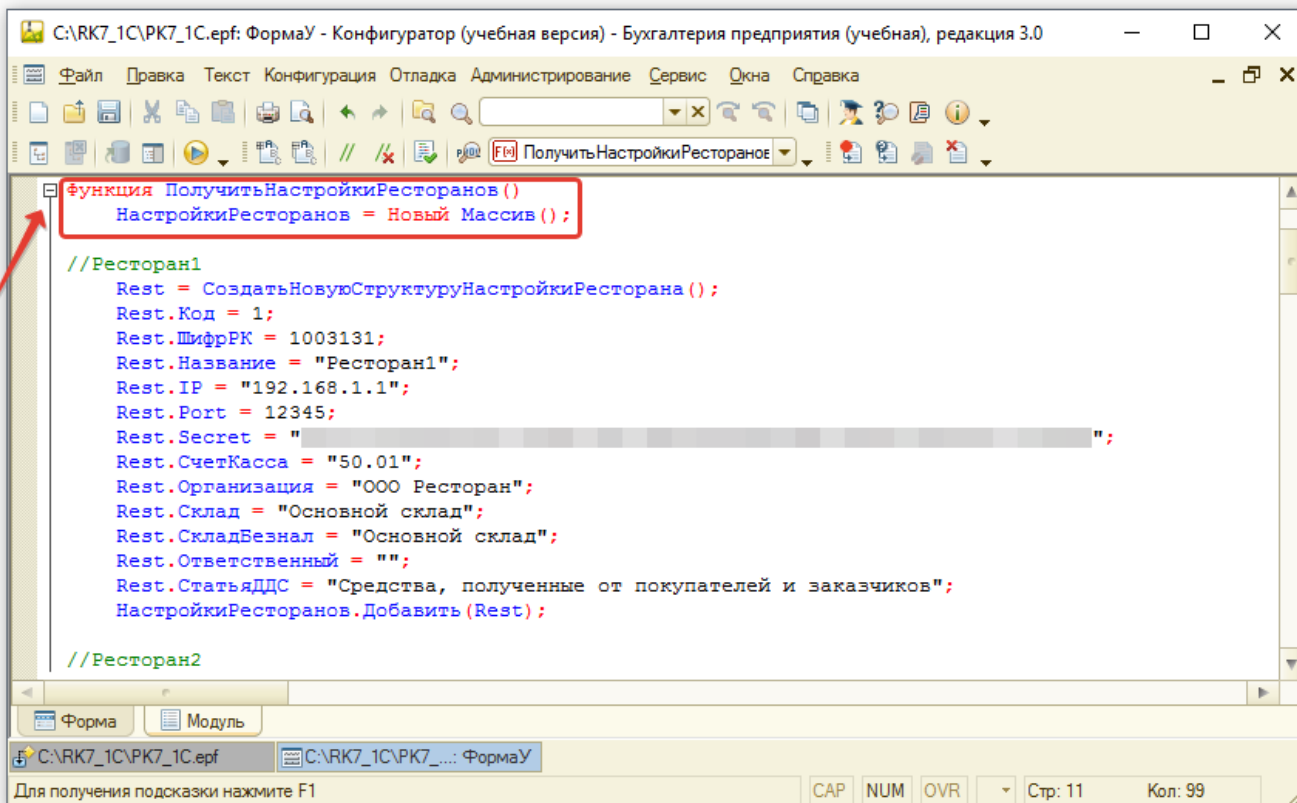 C:\RK7_1C\PK7_1C.epf: ФормаУ - Конфигуратор (учебная версия) - Бухгалтерия предприятия (учебная), редакция 3.0
Файл Правка Текст Конфигурация Отладка Администрирование Сервис Окна Справка
F(x) ПолучитьНастройкиРесторанов
Функция ПолучитьНастройкиРесторанов()
НастройкиРесторанов = Новый Массив();
//Ресторан1
Rest = СоздатьНовуюСтруктуруНастройкиРесторана();
Rest.Код = 1;
Rest.ШифрРК = 1003131;
Rest.Название = "Ресторан1";
Rest.IP = "192.168.1.1";
Rest.Port = 12345;
Rest.Secret = " ";
Rest.СчетКасса = "50.01";
Rest.Организация = "ООО Ресторан";
Rest.Склад = "Основной склад";
Rest.СкладБезнал = "Основной склад";
Rest.Ответственный = "";
Rest.СтатьяДДС = "Средства, полученные от покупателей и заказчиков";
НастройкиРесторанов.Добавить(Rest);
//Ресторан2
Форма Модуль
C:\RK7_1C\PK7_1C.epf C:\RK7_1C\PK7_...: ФормаУ
Для получения подсказки нажмите F1 CAP NUM OVR Стр: 11 Кол: 99